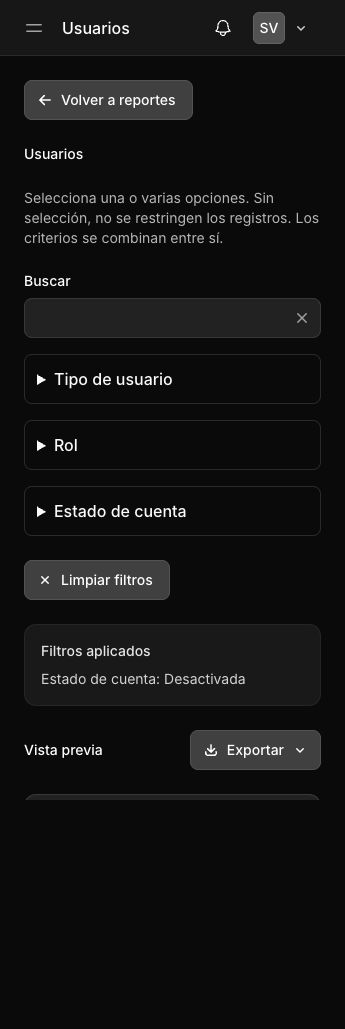 Usuarios
SV
Volver a reportes
Usuarios
Selecciona una o varias opciones. Sin
selección, no se restringen los registros. Los
criterios se combinan entre sí.
Buscar
Tipo de usuario
Rol
Estado de cuenta
Limpiar filtros
Filtros aplicados
Estado de cuenta: Desactivada
Vista previa
Exportar